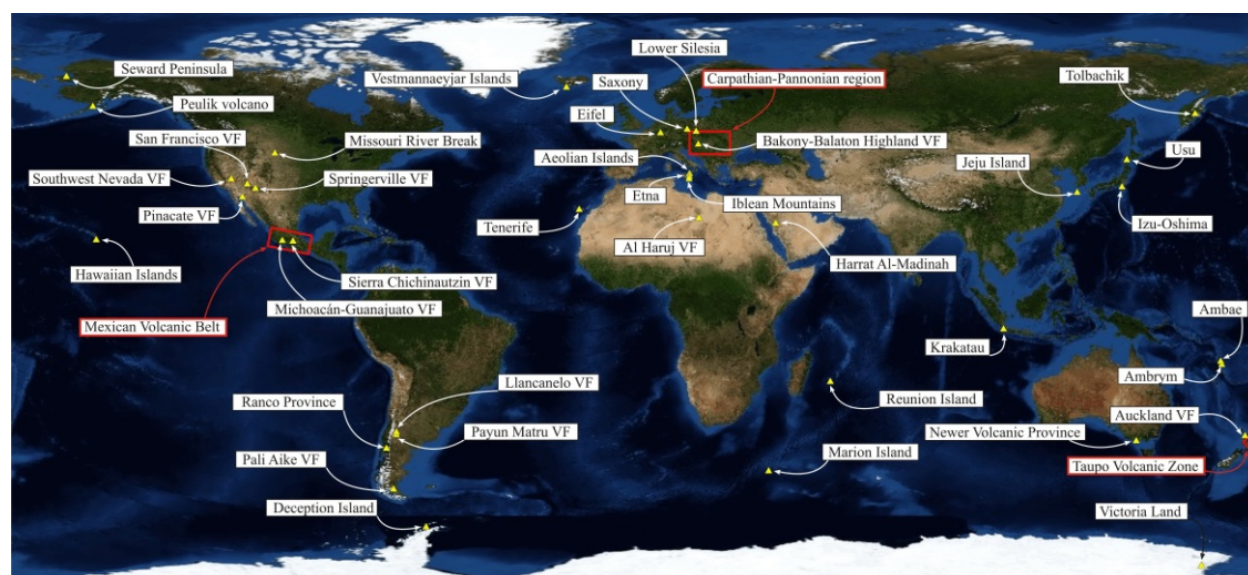 Lower Silesia
Seward Peninsula
Vestmannaeyjar Islands
Saxony
Carpathian-Pannonian region
Tolbachik
Peulik volcano
Eifel
San Francisco VF
Missouri River Break
Bakony-Balaton Highland VF
Usu
Aeolian Islands
Jeju Island
Southwest Nevada VF
Springerville VF
Etna
Iblean Mountains
Pinacate VF
Tenerife
Izu-Oshima
Al Haruj VF
Hawaiian Islands
Harrat Al-Madinah
Sierra Chichinautzin VF
Michoacán-Guanajuato VF
Ambae
Mexican Volcanic Belt
Krakatau
Ambrym
Llancanelo VF
Ranco Province
Reunion Island
Auckland VF
Payun Matru VF
Newer Volcanic Province
Pali Aike VF
Marion Island
Taupo Volcanic Zone
Deception Island
Victoria Land